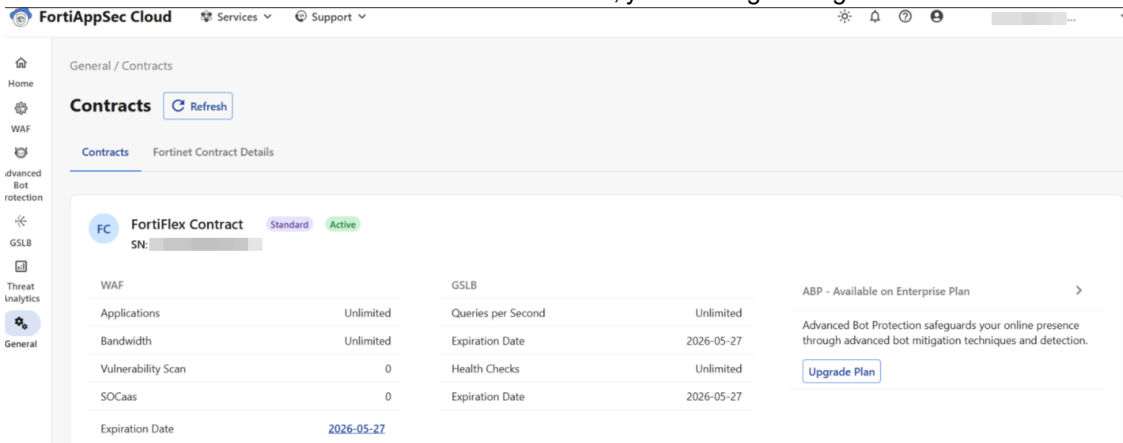 FortiAppSec Cloud Services Support
Home
WAF
Advanced
Bot
Protection
GSLB
Threat
Analytics
General
General / Contracts
Contracts Refresh
Contracts Fortinet Contract Details
FC FortiFlex Contract Standard Active
SN:
WAF
Applications Unlimited
Bandwidth Unlimited
Vulnerability Scan 0
SOCaas 0
Expiration Date 2026-05-27
GSLB
Queries per Second Unlimited
Expiration Date 2026-05-27
Health Checks Unlimited
Expiration Date 2026-05-27
ABP - Available on Enterprise Plan
Advanced Bot Protection safeguards your online presence
through advanced bot mitigation techniques and detection.
Upgrade Plan